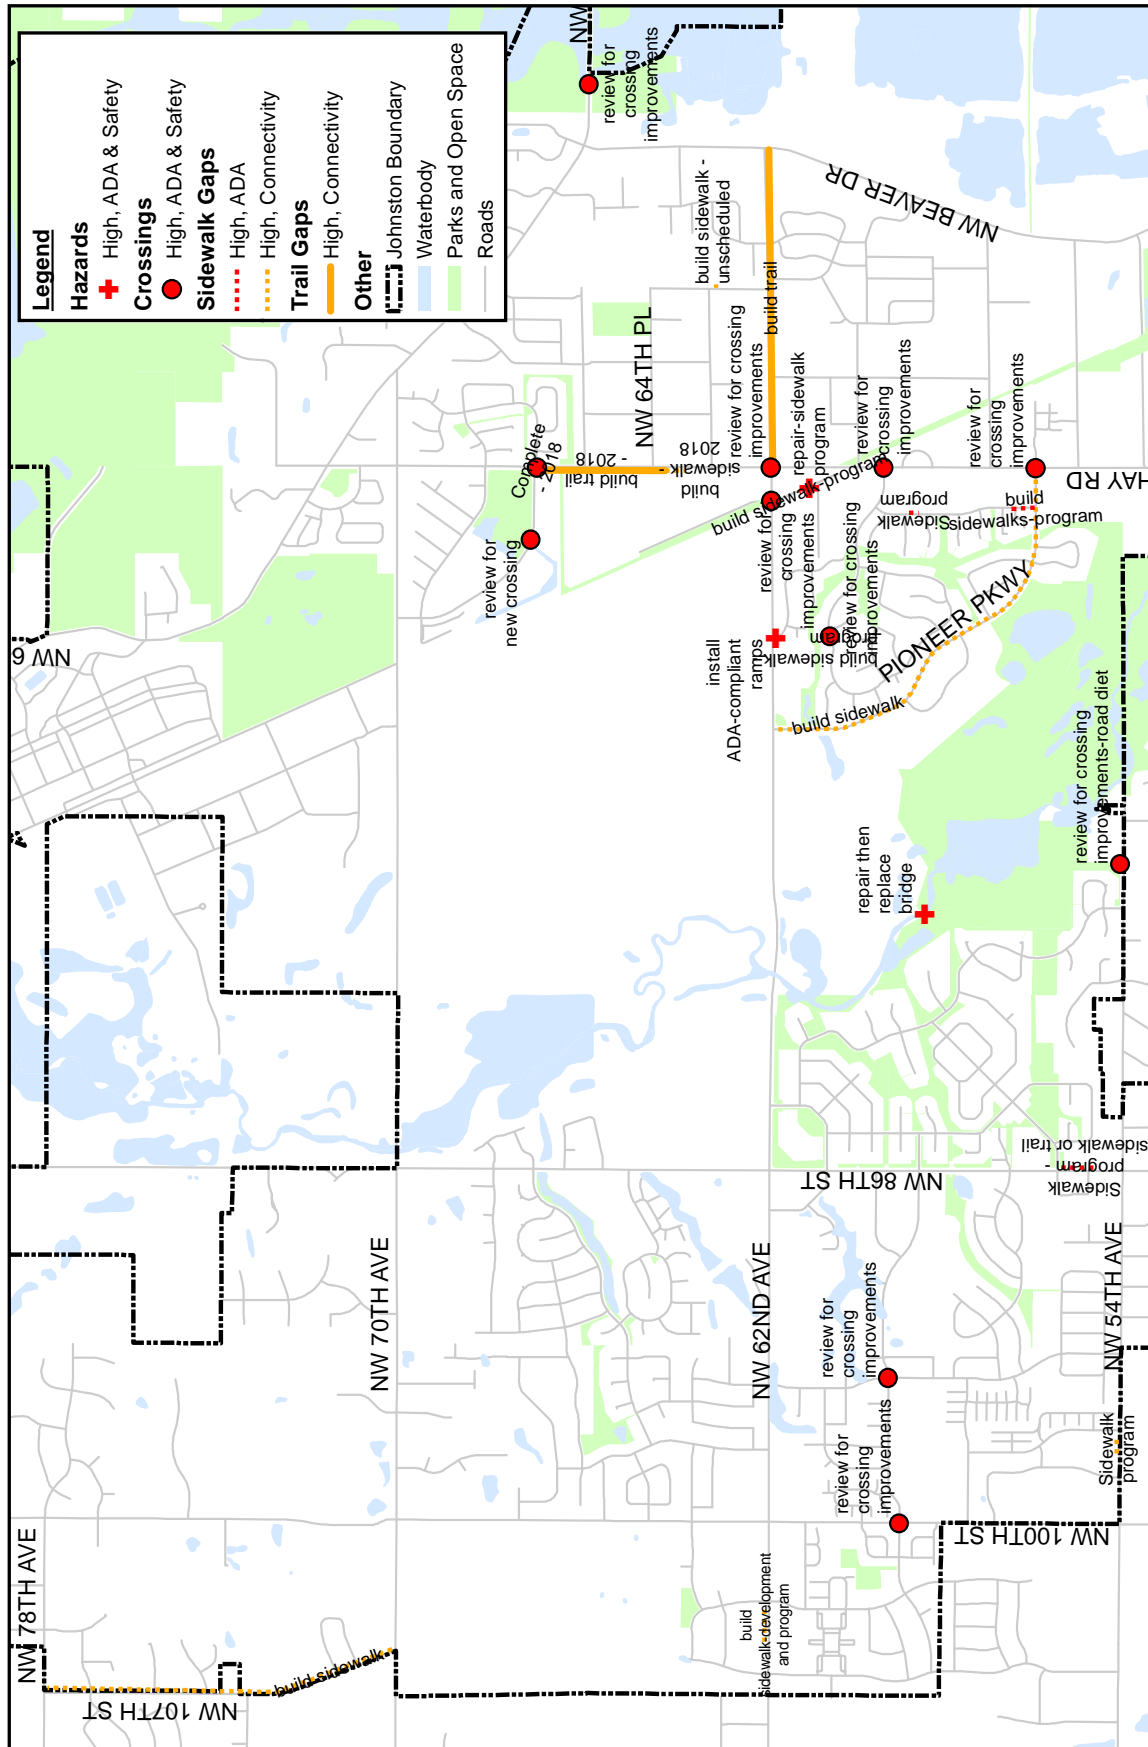 Legend
Hazards
High, ADA & Safety
Crossings
High, ADA & Safety
Sidewalk Gaps
High, ADA
High, Connectivity
Trail Gaps
High, Connectivity
Other
Johnston Boundary
Waterbody
Parks and Open Space
Roads
NW 78TH AVE
NW 107TH ST
build sidewalk
NW 70TH AVE
NW 62ND AVE
build
sidewalk-development
and program
review for
crossing
improvements
review for
crossing
improvements
NW 100TH ST
Sidewalk
program
NW 54TH AVE
NW 86TH ST
Sidewalk
program -
sidewalk or trail
repair then
replace
bridge
review for crossing
improvements-road diet
NW 6
install
ADA-compliant
ramps
build sidewalk
PIONEER PKWY
build sidewalk
program
review for crossing
improvements
review for
new crossing
Complete
- 2018
build trail
- 2018
build
sidewalk -
2018
NW 64TH PL
review for
crossing
improvements
build sidewalk-program
review for crossing
improvements
build trail
repair-sidewalk
program
review for
crossing
improvements
Sidewalk
program
build
sidewalks-program
review for
crossing
improvements
HAY RD
build sidewalk -
unscheduled
NW BEAVER DR
review for
crossing
improvements
NW